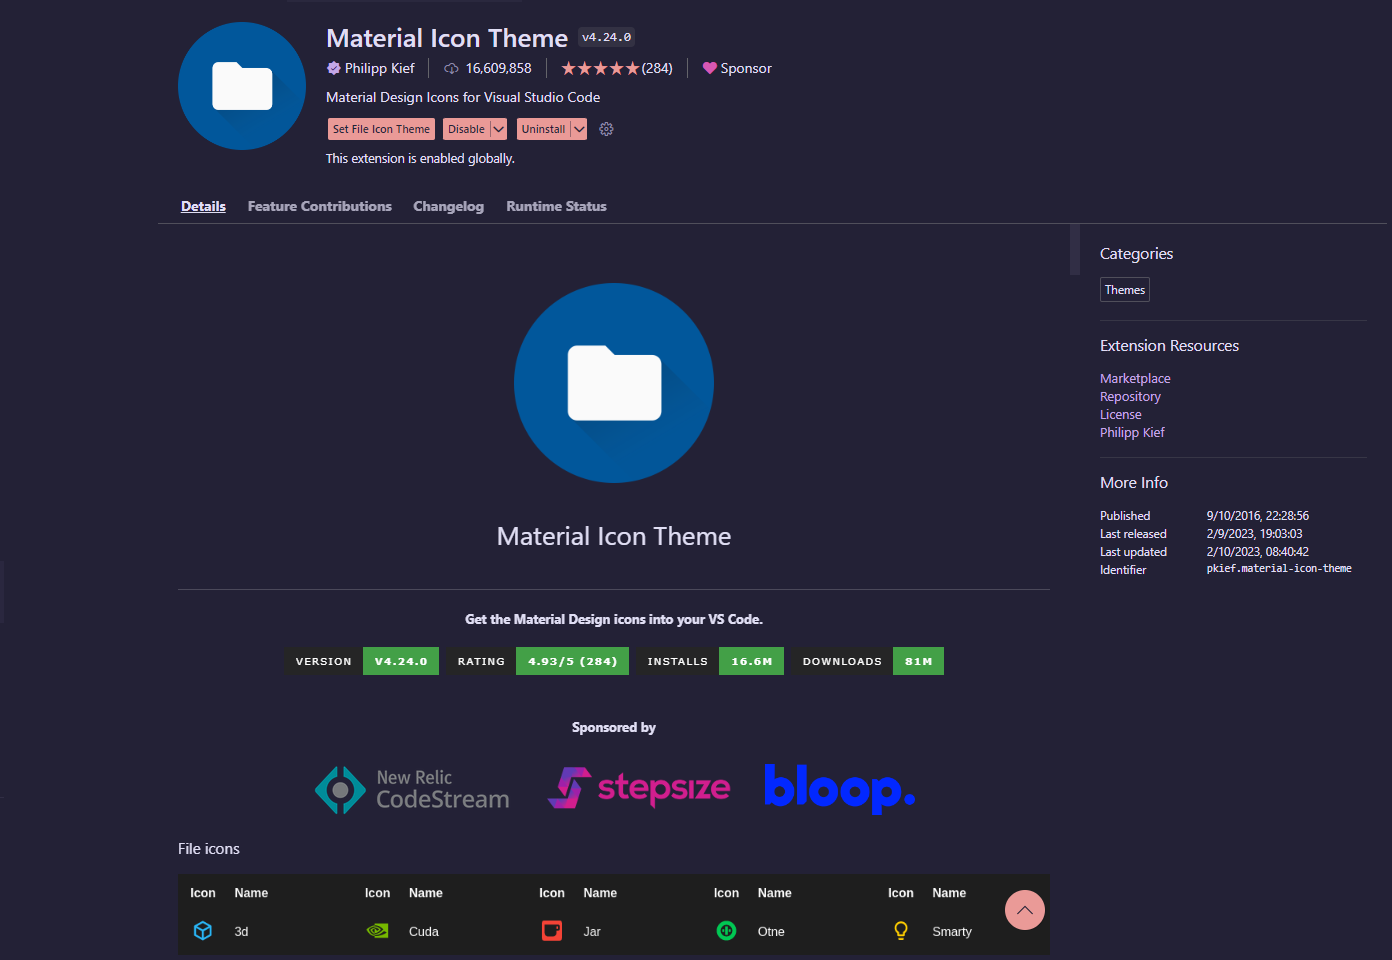 Material Icon Theme v4.24.0
Philipp Kief 16,609,858 (284) Sponsor
Material Design Icons for Visual Studio Code
Set File Icon Theme Disable Uninstall
This extension is enabled globally.
Details Feature Contributions Changelog Runtime Status
Material Icon Theme
Get the Material Design icons into your VS Code.
VERSION V4.24.0 RATING 4.93/5 (284) INSTALLS 16.6M DOWNLOADS 81M
Sponsored by
New Relic
CodeStream
stepsize
bloop.
File icons
Icon Name Icon Name Icon Name Icon Name Icon Name
3d Cuda Jar Otne Smarty
Categories
Themes
Extension Resources
Marketplace
Repository
License
Philipp Kief
More Info
Published 9/10/2016, 22:28:56
Last released 2/9/2023, 19:03:03
Last updated 2/10/2023, 08:40:42
Identifier pkief.material-icon-theme